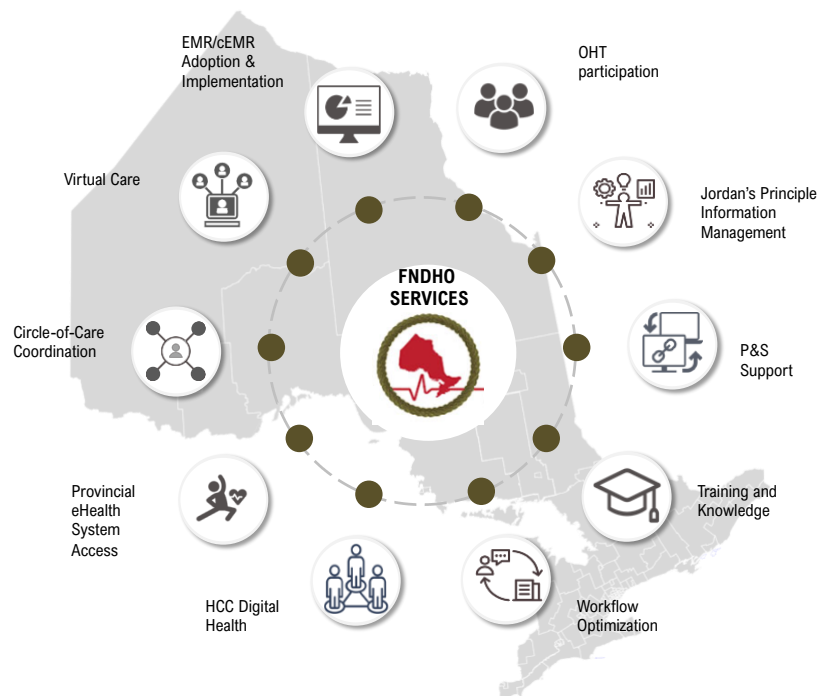 EMR/cEMR
Adoption &
Implementation
OHT
participation
Virtual Care
Jordan's Principle
Information
Management
FNDHO
SERVICES
Circle-of-Care
Coordination
P&S
Support
Provincial
eHealth
System
Access
Training and
Knowledge
HCC Digital
Health
Workflow
Optimization